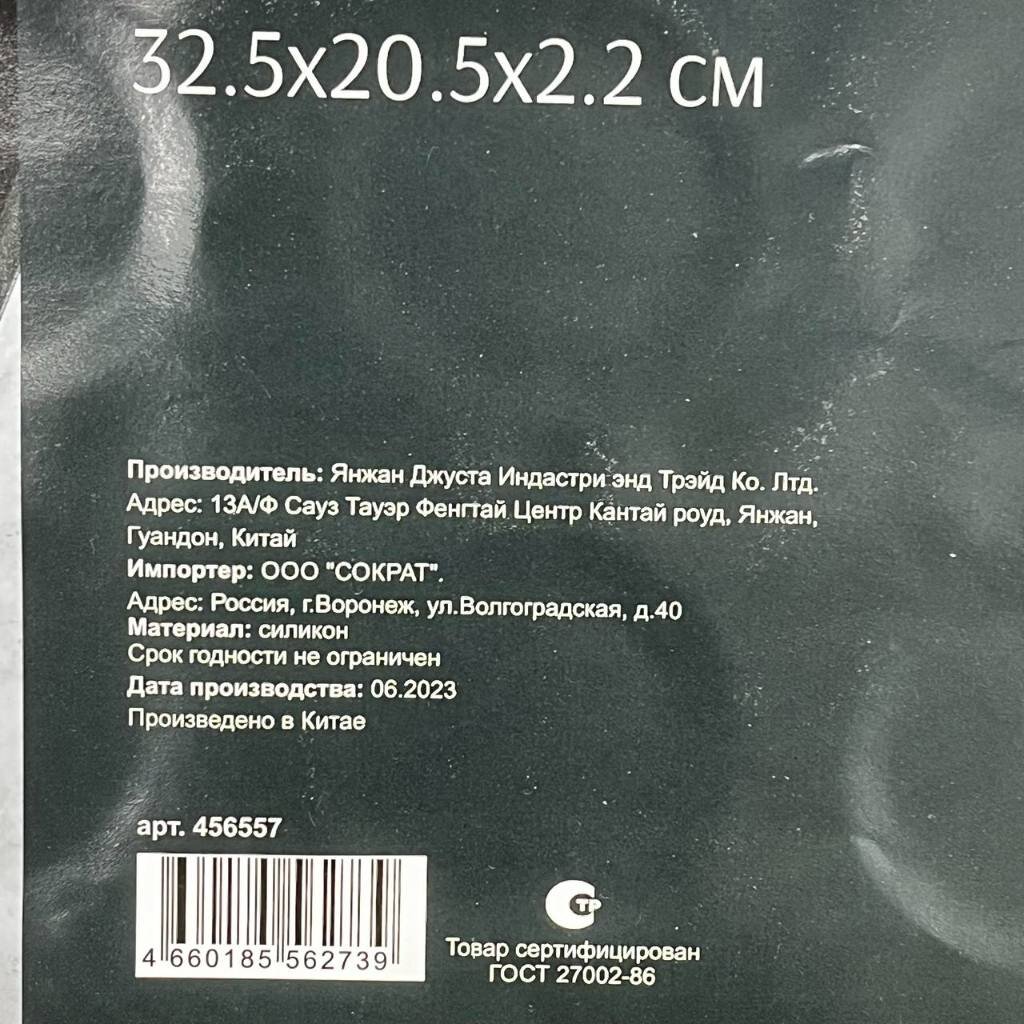 32.5x20.5x2.2 см
Производитель: Янжан Джуста Индастри энд Трэйд Ко. Лтд.
Адрес: 13А/Ф Сауз Тауэр Фенгтай Центр Кантай роуд, Янжан,
Гуандон, Китай
Импортер: ООО "СОКРАТ".
Адрес: Россия, г.Воронеж, ул.Волгоградская, д.40
Материал: силикон
Срок годности не ограничен
Дата производства: 06.2023
Произведено в Китае
арт. 456557
4 660185 562739
СТР
Товар сертифицирован
ГОСТ 27002-86